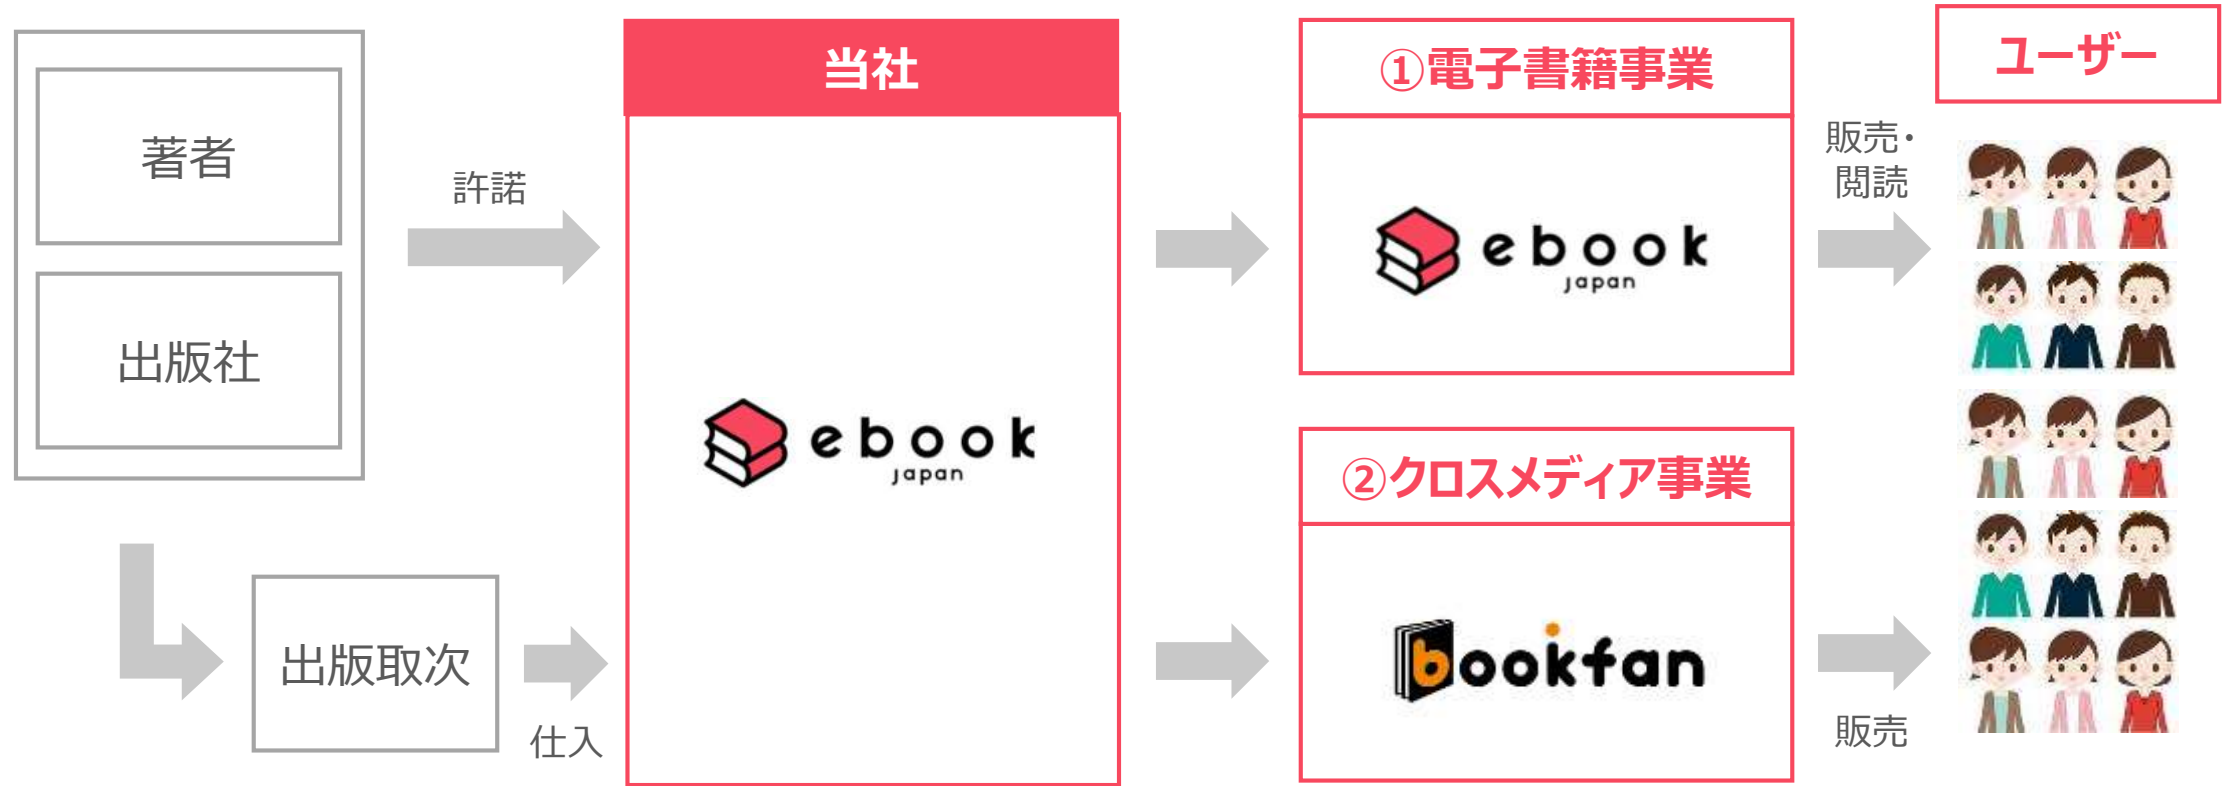 著者
出版社
許諾
出版取次
仕入
当社
ebook
japan
①電子書籍事業
ebook
japan
販売・
閲読
②クロスメディア事業
bookfan
販売
ユーザー